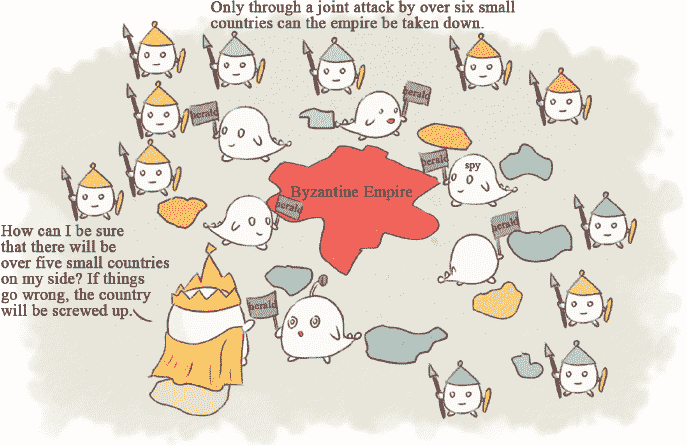 Only through a joint attack by over six small
countries can the empire be taken down.
herald
herald
herald
spy
Byzantine Empire
herald
herald
How can I be sure
that there will be
over five small countries
on my side? If things
go wrong, the country
will be screwed up.
herald